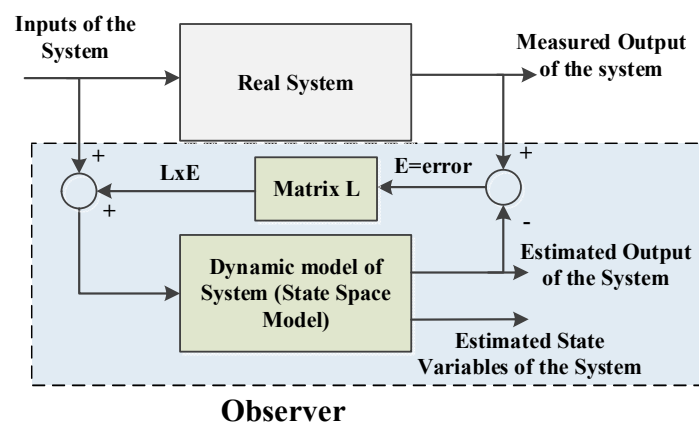 Inputs of the
System
Real System
Measured Output
of the system
+
+
LxE
E=error
Matrix L
+
-
Dynamic model of
System (State Space
Model)
Estimated Output
of the System
Estimated State
Variables of the System
Observer